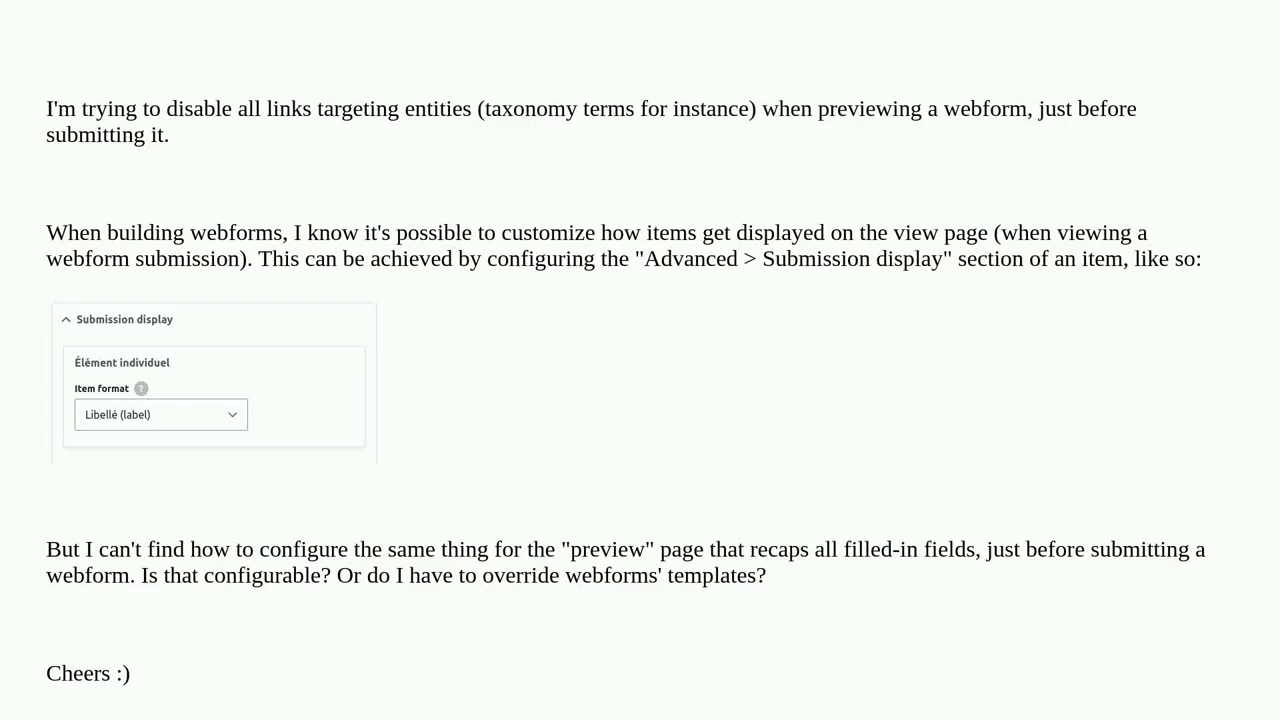 I'm trying to disable all links targeting entities (taxonomy terms for instance) when previewing a webform, just before
submitting it.
When building webforms, I know it's possible to customize how items get displayed on the view page (when viewing a
webform submission). This can be achieved by configuring the "Advanced > Submission display" section of an item, like so:
Submission display
Élément individuel
Item format ?
Libellé (label)
But I can't find how to configure the same thing for the "preview" page that recaps all filled-in fields, just before submitting a
webform. Is that configurable? Or do I have to override webforms' templates?
Cheers :)